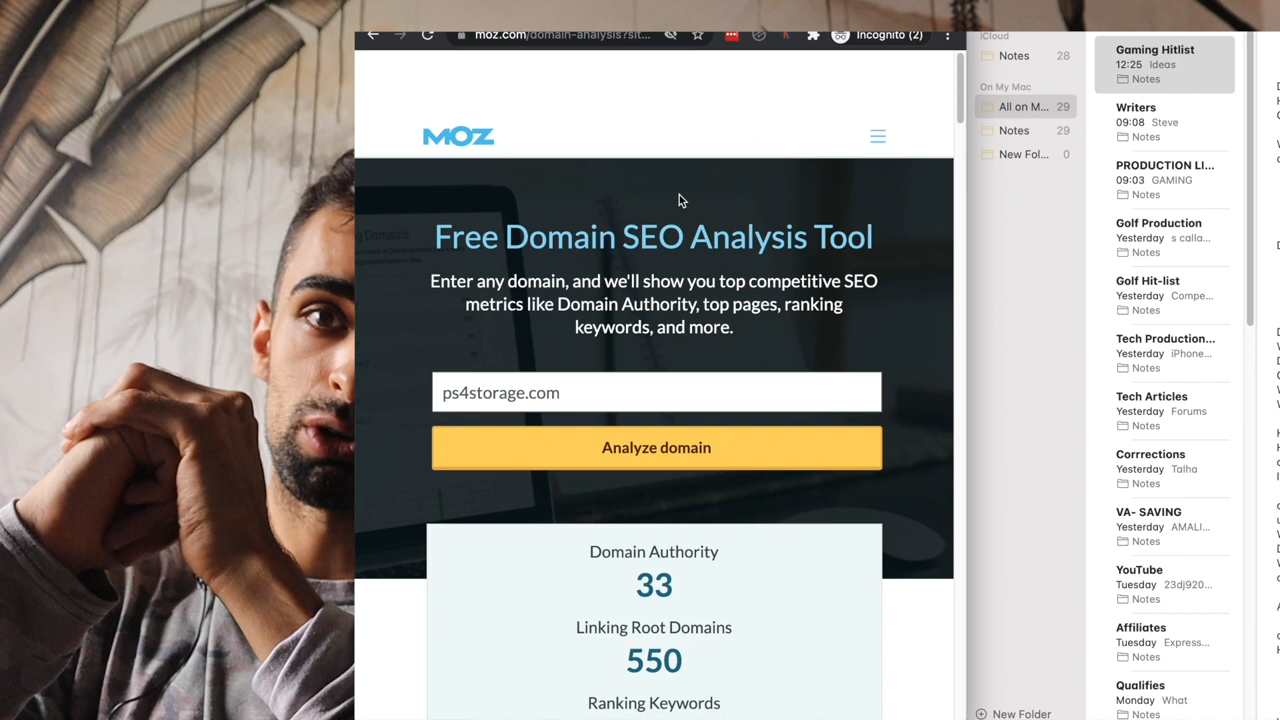 moz.com/domain-analysis?sit...
Incognito (2)
MOZ
Free Domain SEO Analysis Tool
Enter any domain, and we'll show you top competitive SEO
metrics like Domain Authority, top pages, ranking
keywords, and more.
ps4storage.com
Analyze domain
Domain Authority
33
Linking Root Domains
550
Ranking Keywords
iCloud
Notes 28
On My Mac
All on M... 29
Notes 29
New Fol... 0
New Folder
Gaming Hitlist
12:25 Ideas
Notes
Writers
09:08 Steve
Notes
PRODUCTION LI...
09:03 GAMING
Notes
Golf Production
Yesterday s calla...
Notes
Golf Hit-list
Yesterday Compe...
Notes
Tech Production...
Yesterday iPhone...
Notes
Tech Articles
Yesterday Forums
Notes
Corrrections
Yesterday Talha
Notes
VA- SAVING
Yesterday AMALI...
Notes
YouTube
Tuesday 23dj920...
Notes
Affiliates
Tuesday Express...
Notes
Qualifies
Monday What
Notes